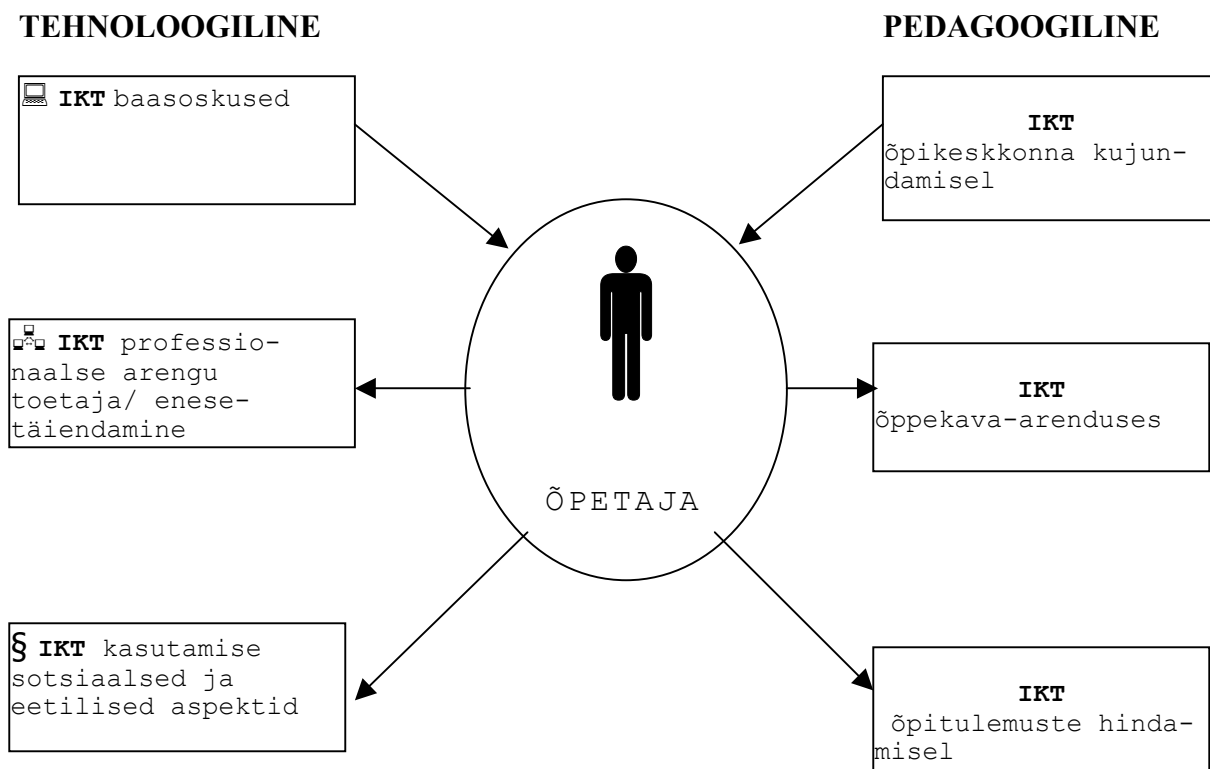 TEHNOLOOGILINE
PEDAGOOGILINE
IKT baasoskused
IKT
õpikeskkonna kujun-
damisel
IKT professio-
naalse arengu
toetaja/ enese-
täiendamine
IKT
õppekava-arenduses
ÕPETAJA
§ IKT kasutamise
sotsiaalsed ja
eetilised aspektid
IKT
õpitulemuste hinda-
misel